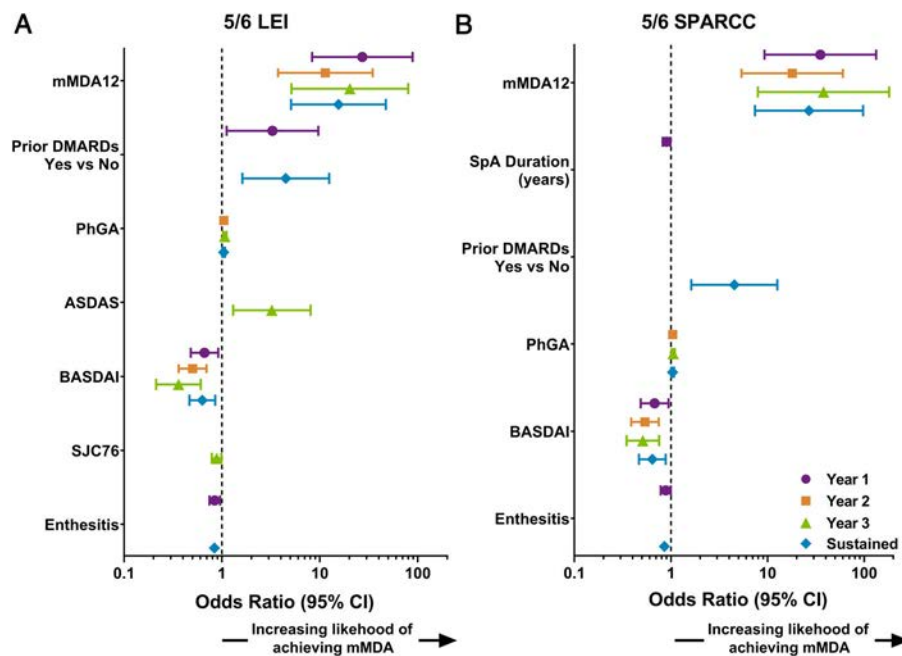 A
5/6 LEI
mMDA12
Prior DMARDs
Yes vs No
PhGA
ASDAS
BASDAI
SJC76
Enthesitis
0.1 1 10 100
Odds Ratio (95% CI)
Increasing likehood of
achieving mMDA
B
5/6 SPARCC
mMDA12
SpA Duration
(years)
Prior DMARDs
Yes vs No
PhGA
BASDAI
Enthesitis
Year 1
Year 2
Year 3
Sustained
0.1 1 10 100
Odds Ratio (95% CI)
Increasing likehood of
achieving mMDA